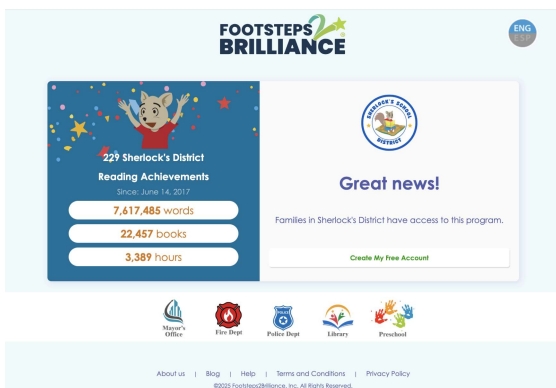 FOOTSTEPS2
BRILLIANCE
ENG
ESP
229 Sherlock's District
Reading Achievements
Since: June 14, 2017
7,617,485 words
22,457 books
3,389 hours
SHERLOCK'S SCHOOL
DISTRICT
Great news!
Families in Sherlock's District have access to this program.
Create My Free Account
Mayor's
Office
Fire Dept
POLICE
Police Dept
Library
Preschool
About us | Blog | Help | Terms and Conditions | Privacy Policy
©2025 Footsteps2Brilliance, Inc. All Rights Reserved.